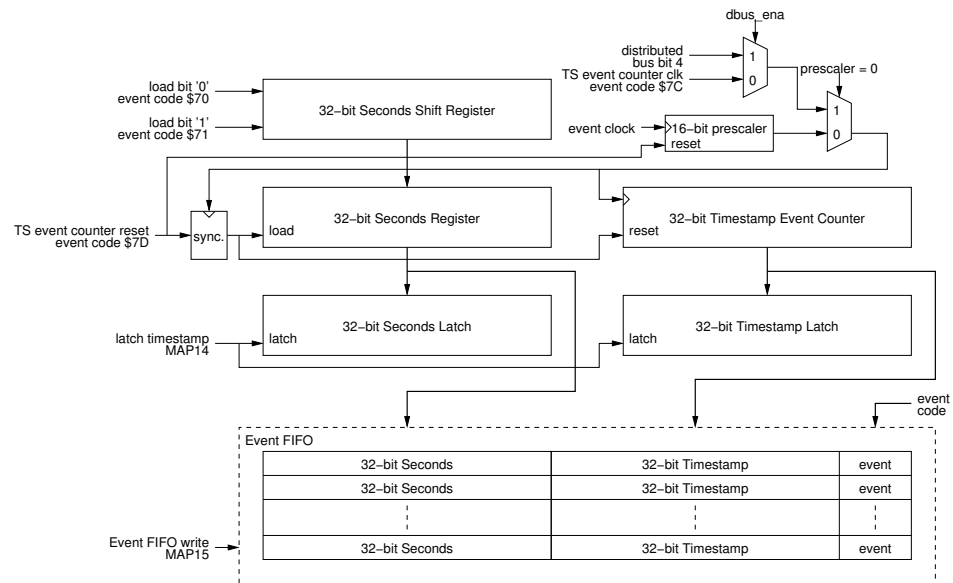 dbus_ena
distributed
bus bit 4
TS event counter clk
event code $7C
1
0
prescaler = 0
1
0
load bit '0'
event code $70
load bit '1'
event code $71
32-bit Seconds Shift Register
event clock
16-bit prescaler
reset
TS event counter reset
event code $7D
sync.
32-bit Seconds Register
load
32-bit Timestamp Event Counter
reset
latch timestamp
MAP14
32-bit Seconds Latch
latch
32-bit Timestamp Latch
latch
event
code
Event FIFO
32-bit Seconds 32-bit Timestamp event
32-bit Seconds 32-bit Timestamp event
Event FIFO write
MAP15
32-bit Seconds 32-bit Timestamp event